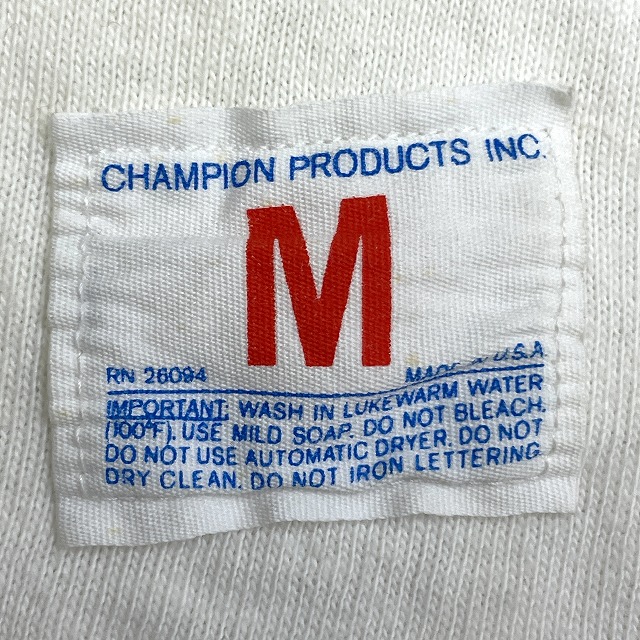 CHAMPION PRODUCTS INC.
M
RN 26094 MADE U.S.A
IMPORTANT: WASH IN LUKEWARM WATER
(100°F). USE MILD SOAP. DO NOT BLEACH.
DO NOT USE AUTOMATIC DRYER. DO NOT
DRY CLEAN. DO NOT IRON LETTERING.